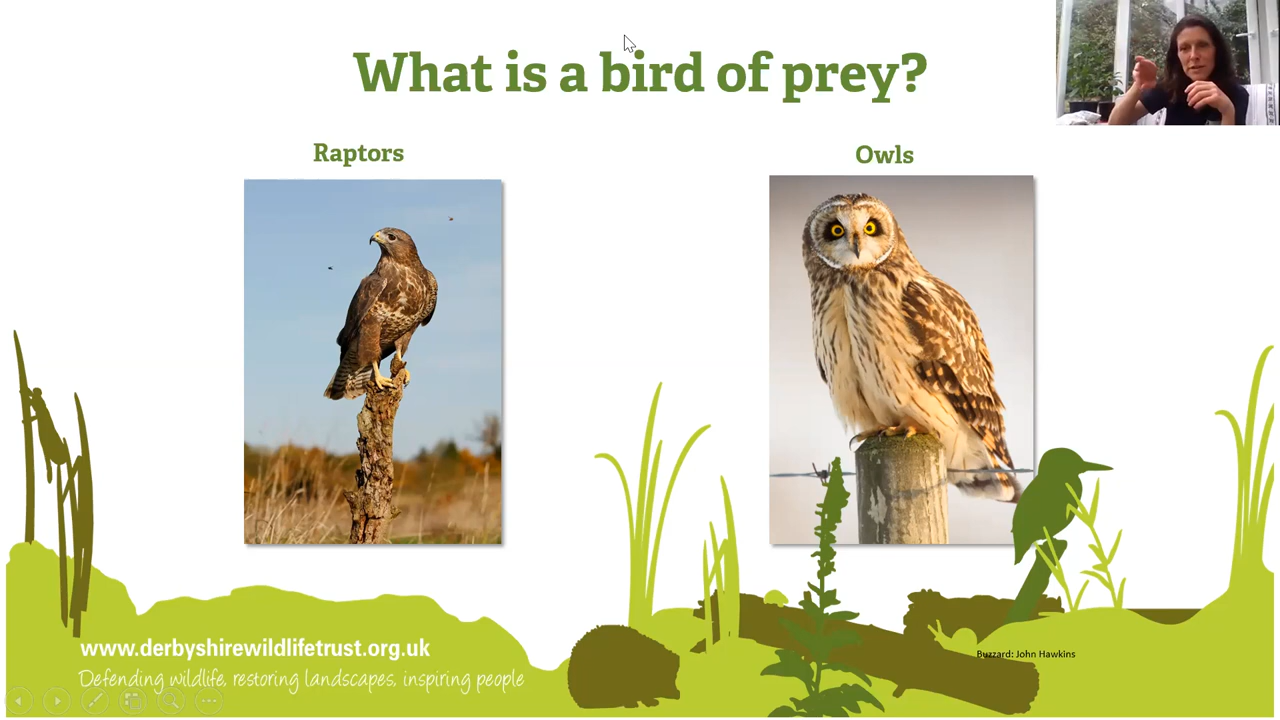 What is a bird of prey?
Raptors
Owls
www.derbyshirewildlifetrust.org.uk
Defending wildlife, restoring landscapes, inspiring people
Buzzard: John Hawkins